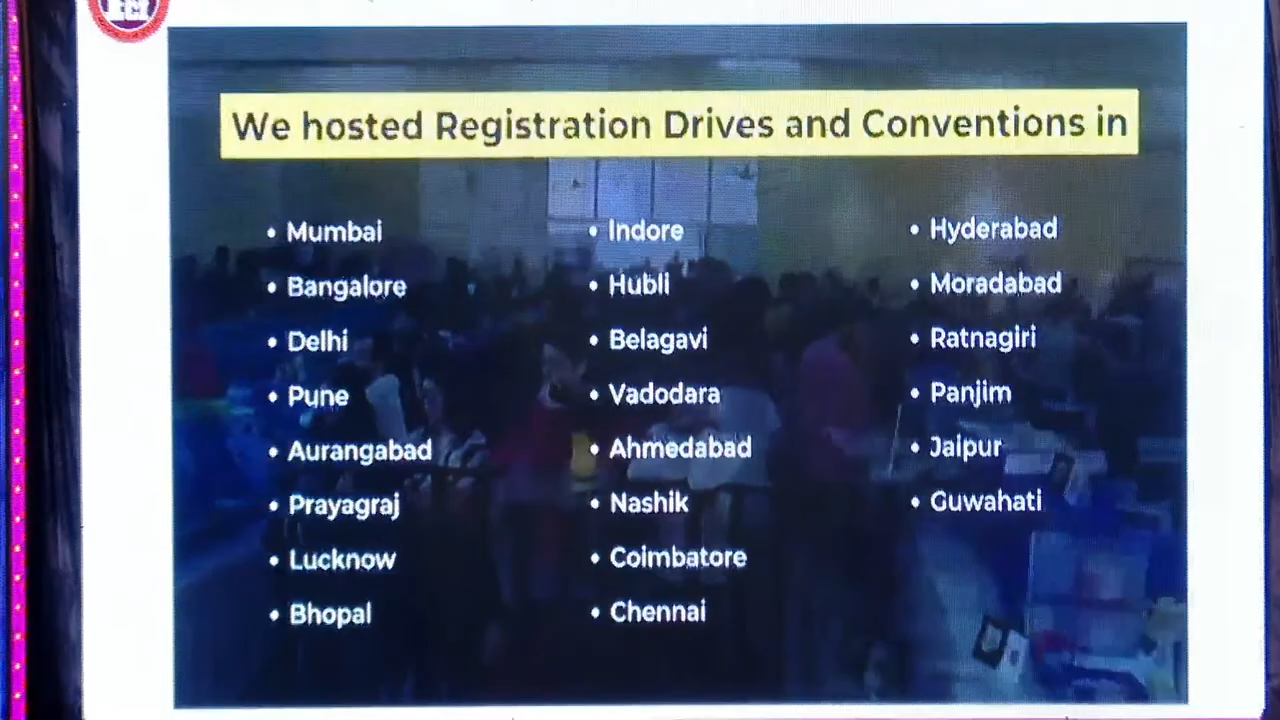 We hosted Registration Drives and Conventions in
• Mumbai
• Bangalore
• Delhi
• Pune
• Aurangabad
• Prayagraj
• Lucknow
• Bhopal
• Indore
• Hubli
• Belagavi
• Vadodara
• Ahmedabad
• Nashik
• Coimbatore
• Chennai
• Hyderabad
• Moradabad
• Ratnagiri
• Panjim
• Jaipur
• Guwahati